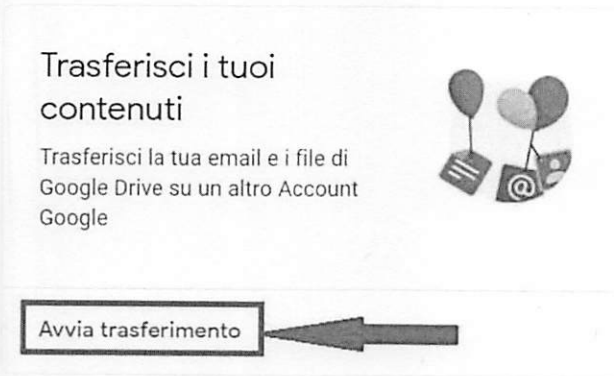 Trasferisci i tuoi
contenuti
Trasferisci la tua email e i file di
Google Drive su un altro Account
Google
@
Avvia trasferimento